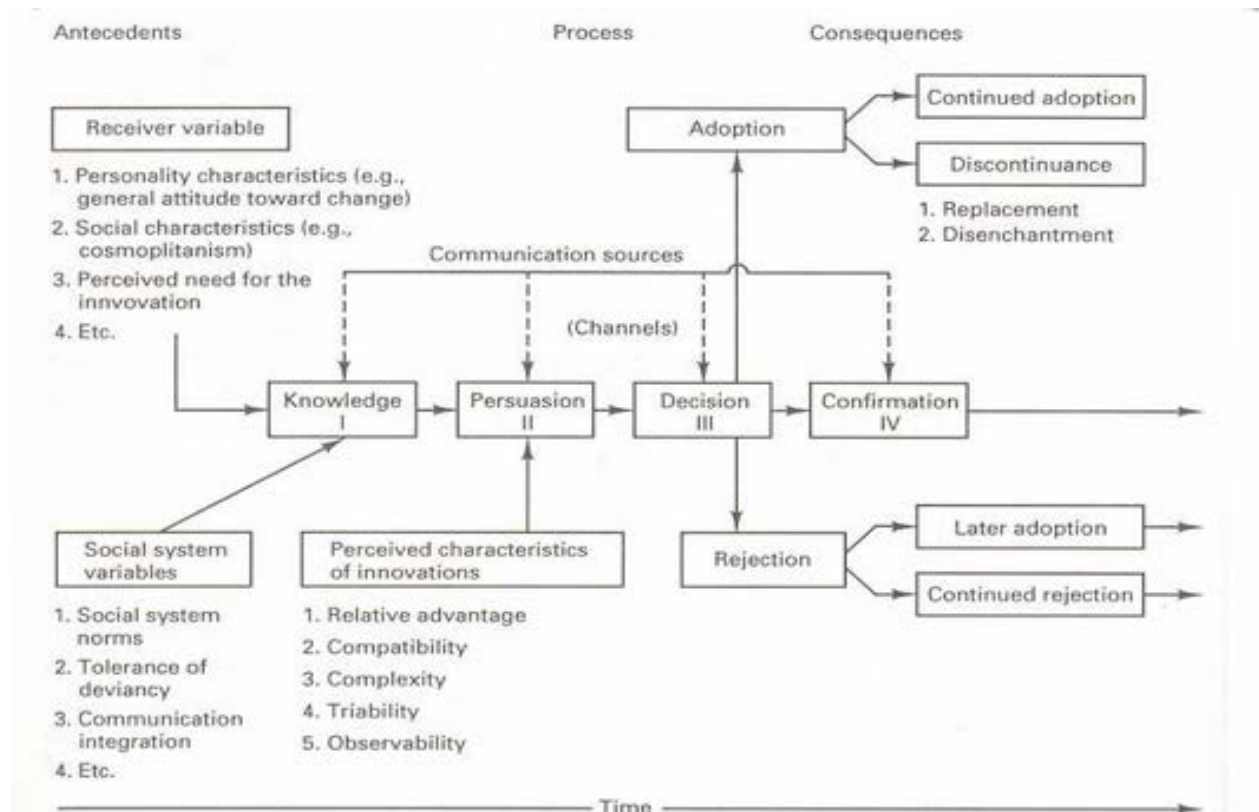 Antecedents
Process
Consequences
Receiver variable
1. Personality characteristics (e.g.,
general attitude toward change)
2. Social characteristics (e.g.,
cosmoplitanism)
3. Perceived need for the
innvovation
4. Etc.
Adoption
Continued adoption
Discontinuance
1. Replacement
2. Disenchantment
Communication sources
(Channels)
Knowledge
I
Persuasion
II
Decision
III
Confirmation
IV
Social system
variables
1. Social system
norms
2. Tolerance of
deviancy
3. Communication
integration
4. Etc.
Perceived characteristics
of innovations
1. Relative advantage
2. Compatibility
3. Complexity
4. Triability
5. Observability
Rejection
Later adoption
Continued rejection
Time